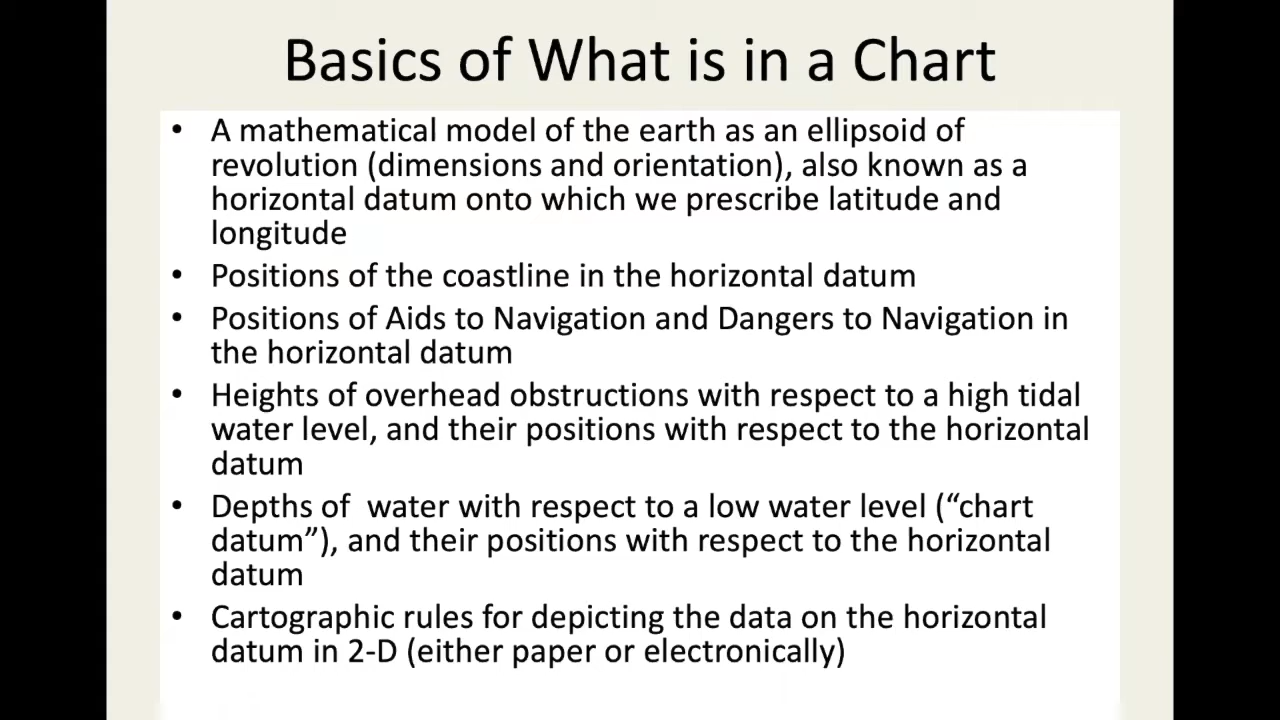 Basics of What is in a Chart
• A mathematical model of the earth as an ellipsoid of
revolution (dimensions and orientation), also known as a
horizontal datum onto which we prescribe latitude and
longitude
• Positions of the coastline in the horizontal datum
• Positions of Aids to Navigation and Dangers to Navigation in
the horizontal datum
• Heights of overhead obstructions with respect to a high tidal
water level, and their positions with respect to the horizontal
datum
• Depths of  water with respect to a low water level (“chart
datum”), and their positions with respect to the horizontal
datum
• Cartographic rules for depicting the data on the horizontal
datum in 2-D (either paper or electronically)